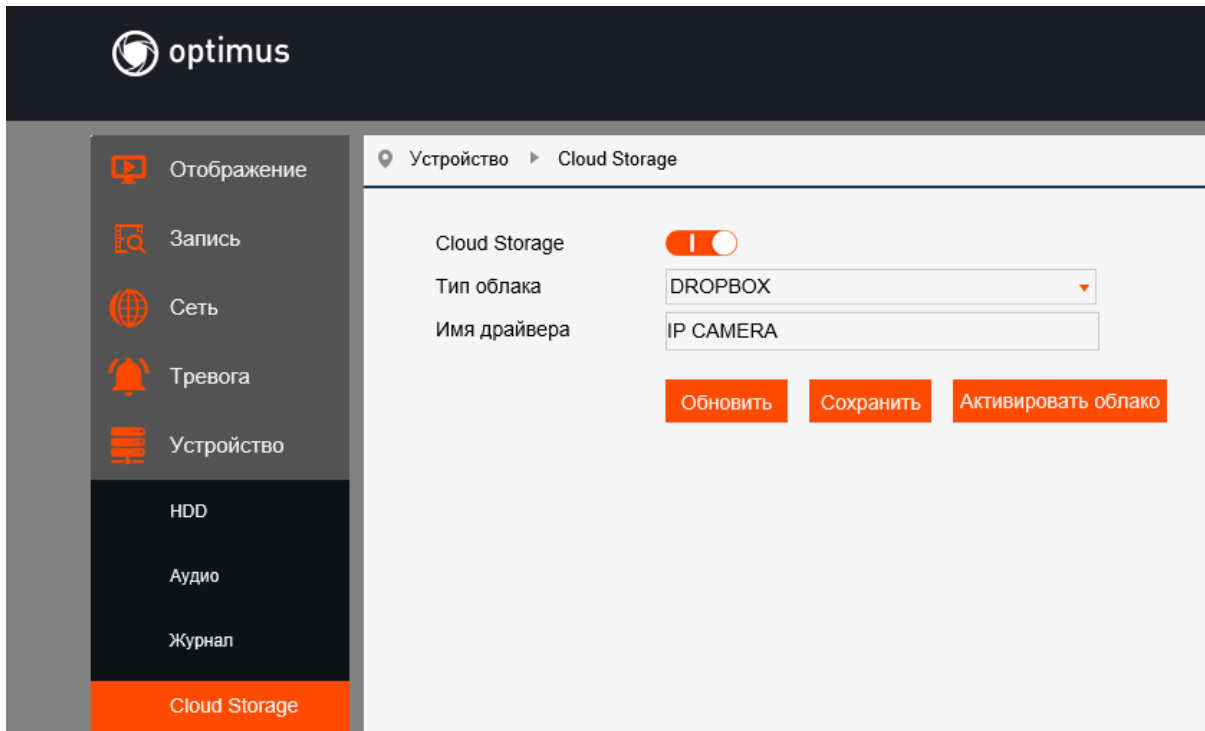 optimus
Отображение
Запись
Сеть
Тревога
Устройство
HDD
Аудио
Журнал
Cloud Storage
Устройство Cloud Storage
Cloud Storage
Тип облака DROPBOX
Имя драйвера IP CAMERA
Обновить Сохранить Активировать облако